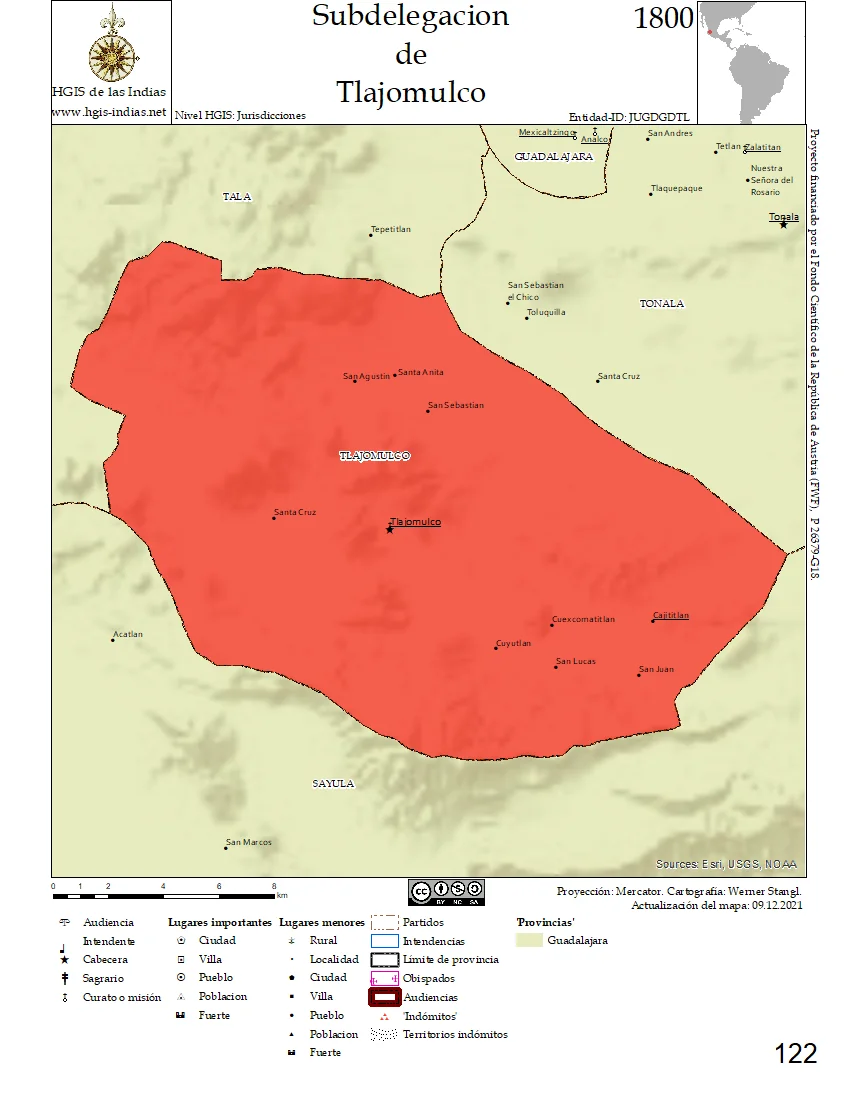 Subdelegacion
de
Tlajomulco
1800
HGIS de las Indias
www.hgis-indias.net
Nivel HGIS: Jurisdicciones
Entidad-ID: JUGDGDTL
Mexicaltzingo
Analco
San Andres
GUADALAJARA
Tetlan
Zalatitan
Nuestra
Señora del
Rosario
TALA
Tlaquepaque
Tonala
Tepetitlan
San Sebastian
el Chico
TONALA
Toluquilla
San Agustin
Santa Anita
Santa Cruz
San Sebastian
TLAJOMULCO
Santa Cruz
Tlajomulco
Cuexcomatitlan
Cajititlan
Acatlan
Cuyutlan
San Lucas
San Juan
SAYULA
San Marcos
Sources: Esri, USGS, NOAA
Proyecto financiado por el Fondo Científico de la República de Austria (FWF), P 26379-G18.
0 1 2 4 6 8
km
CC BY NC SA
Proyección: Mercator. Cartografía: Werner Stangl.
Actualización del mapa: 09.12.2021
Audiencia
Intendente
Cabecera
Sagrario
Curato o misión
Lugares importantes
Ciudad
Villa
Pueblo
Poblacion
Fuerte
Lugares menores
Rural
Localidad
Ciudad
Villa
Pueblo
Poblacion
Fuerte
Partidos
Intendencias
Límite de provincia
Obispados
Audiencias
'Indómitos'
Territorios indómitos
'Provincias'
Guadalajara
122